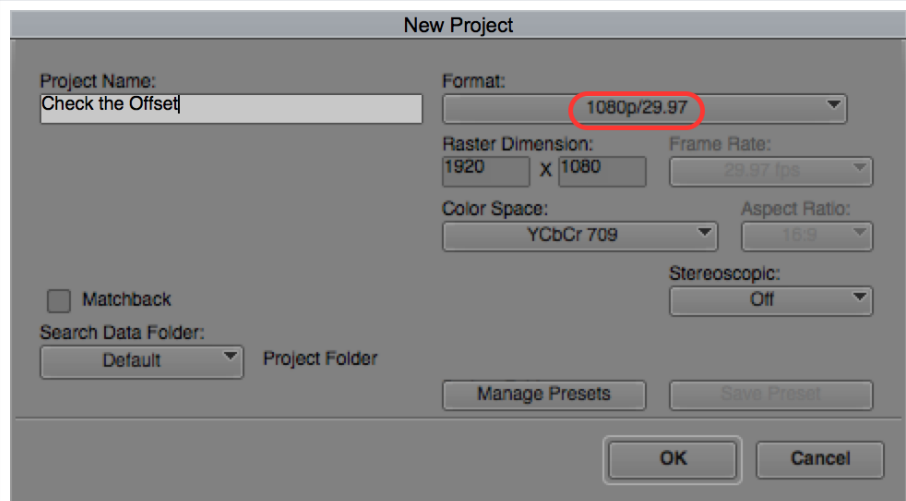 New Project
Project Name:
Check the Offset
Format:
1080p/29.97
Raster Dimension:
1920 X 1080
Frame Rate:
29.97 fps
Color Space:
YCbCr 709
Aspect Ratio:
16:9
Stereoscopic:
Off
Matchback
Search Data Folder:
Default Project Folder
Manage Presets Save Preset
OK Cancel